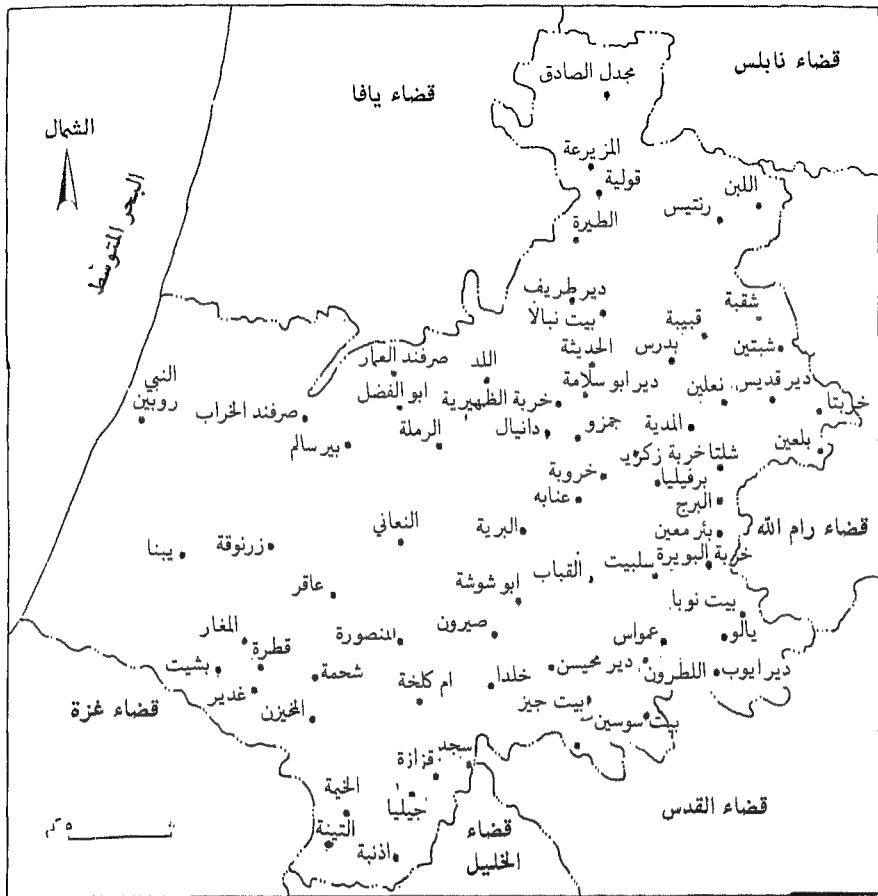 قضاء نابلس
مجدل الصادق
قضاء يافا
الشمال
البحر المتوسط
المزيرعة
قولية
اللبن
رنتيس
الطيرة
دير طريف
بيت نبالا
شقبة
قبيبة
شبتين
بدرس
الحديثة
اللد
صرفند العمار
النبي
روبين
ابو الفضل
خربة الظهيرية
دير ابو سلامة
نعلين
دير قديس
خربتا
صرفند الخراب
بير سالم
الرملة
دانيال
جمزو
المدية
بلعين
شلتا
خربة زكريا
برفيليا
خروبة
عنابه
البرج
بئر معين
قضاء رام الله
النعاني
البرية
زرنوقة
يبنا
خربة البويرة
سلبيت
القباب
ابو شوشة
عاقر
بيت نوبا
يالو
عمواس
صيرون
المنصورة
المغار
قطرة
بشيت
شحمة
غدير
المخيزن
ام كلخة
خلدا
دير محيسن
اللطرون
دير ايوب
بيت جيز
بيت سوسين
قضاء غزة
سجد
قزازة
جيليا
الخيمة
التينة
اذنبة
قضاء
الخليل
قضاء القدس
٥ كم